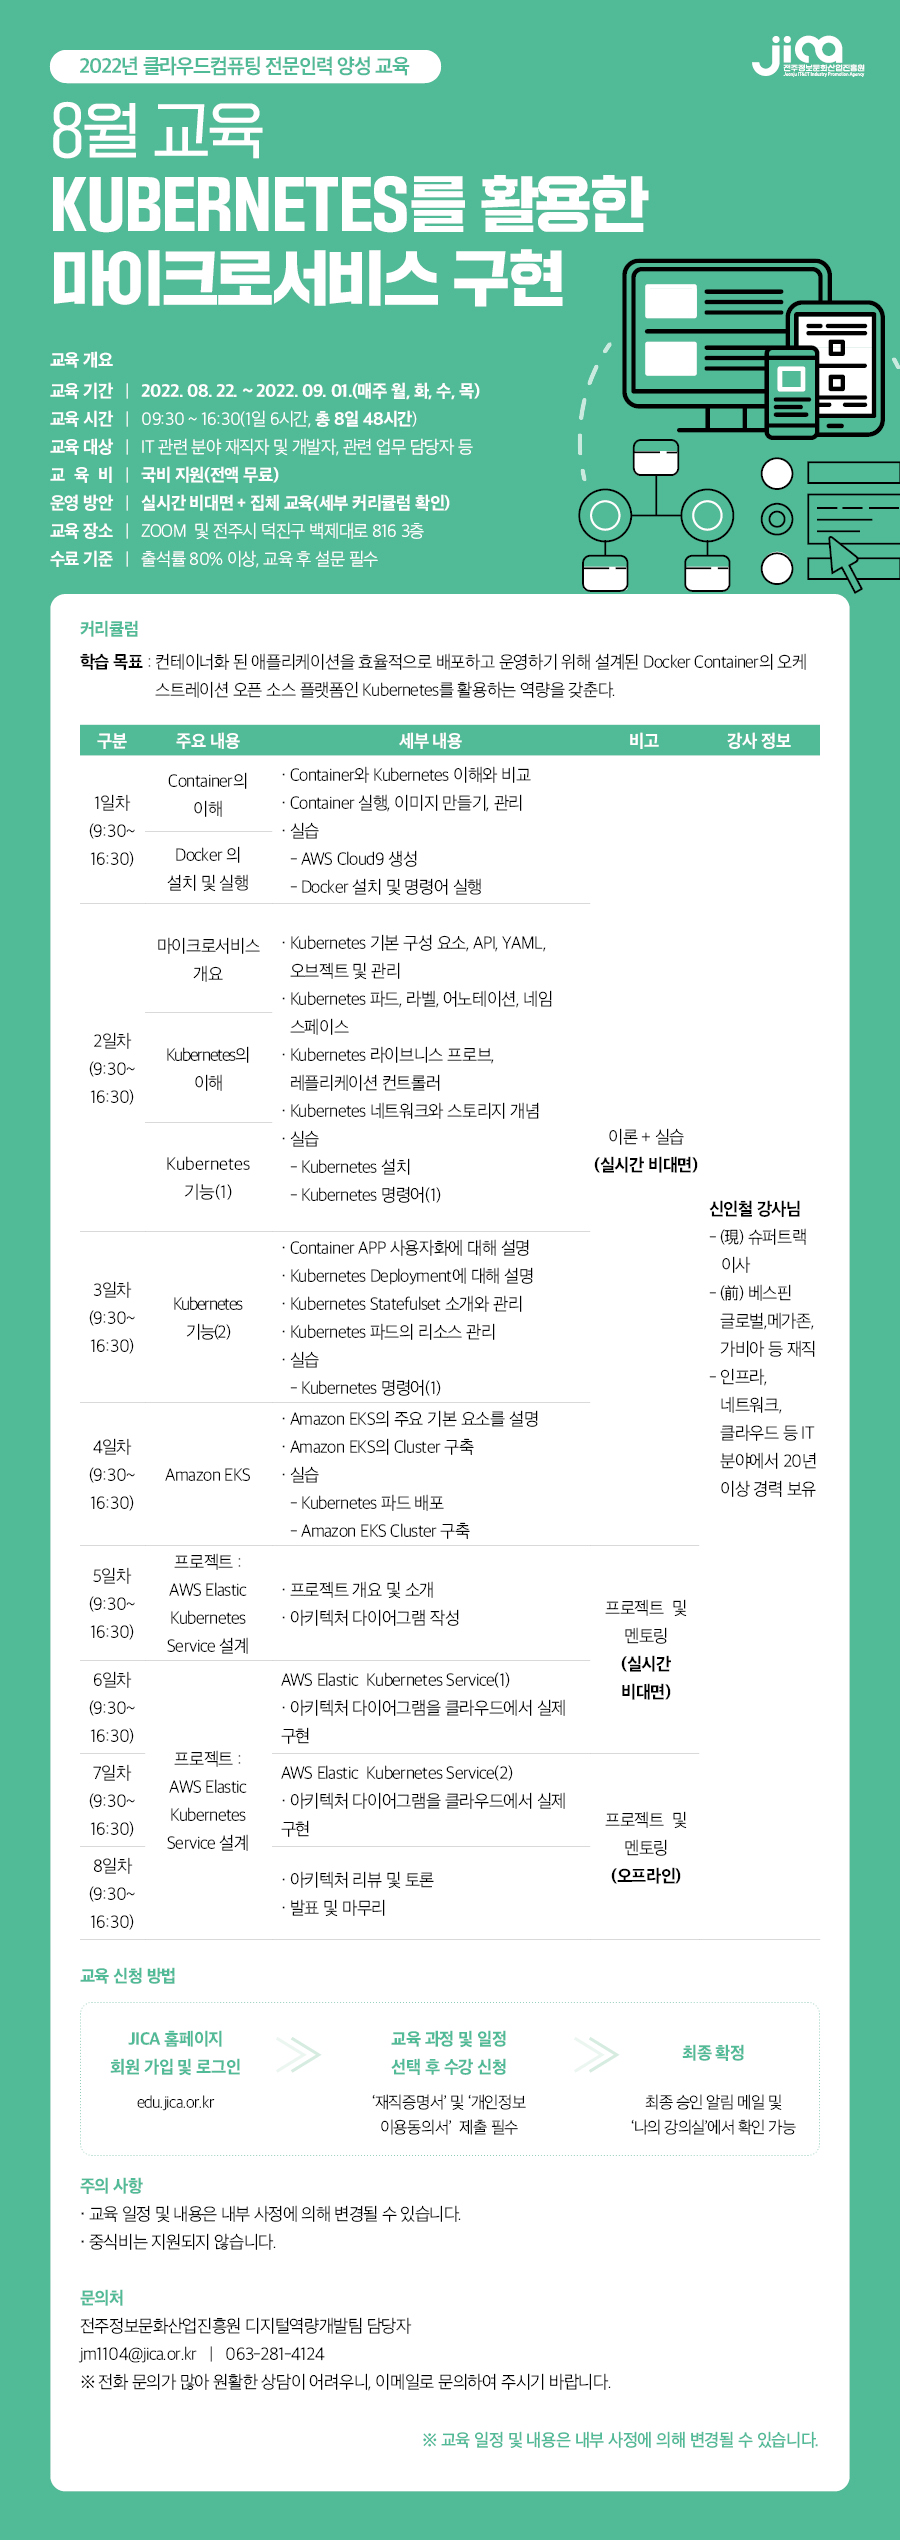 2022년 클라우드컴퓨팅 전문인력 양성 교육
jica
전주정보문화산업진흥원
Jeonju IT&CT Industry Promotion Agency
8월 교육
KUBERNETES를 활용한
마이크로서비스 구현
교육 개요
교육 기간 | 2022. 08. 22. ~ 2022. 09. 01.(매주 월, 화, 수, 목)
교육 시간 | 09:30 ~ 16:30(1일 6시간, 총 8일 48시간)
교육 대상 | IT 관련 분야 재직자 및 개발자, 관련 업무 담당자 등
교 육 비 | 국비 지원(전액 무료)
운영 방안 | 실시간 비대면 + 집체 교육(세부 커리큘럼 확인)
교육 장소 | ZOOM 및 전주시 덕진구 백제대로 816 3층
수료 기준 | 출석률 80% 이상, 교육 후 설문 필수
커리큘럼
학습 목표 : 컨테이너화 된 애플리케이션을 효율적으로 배포하고 운영하기 위해 설계된 Docker Container의 오케
스트레이션 오픈 소스 플랫폼인 Kubernetes를 활용하는 역량을 갖춘다.
구분 주요 내용 세부 내용 비고 강사 정보
1일차
(9:30~
16:30)
Container의
이해
Docker 의
설치 및 실행
· Container와 Kubernetes 이해와 비교
· Container 실행, 이미지 만들기, 관리
· 실습
- AWS Cloud9 생성
- Docker 설치 및 명령어 실행
2일차
(9:30~
16:30)
마이크로서비스
개요
Kubernetes의
이해
Kubernetes
기능(1)
· Kubernetes 기본 구성 요소, API, YAML,
오브젝트 및 관리
· Kubernetes 파드, 라벨, 어노테이션, 네임
스페이스
· Kubernetes 라이브니스 프로브,
레플리케이션 컨트롤러
· Kubernetes 네트워크와 스토리지 개념
· 실습
- Kubernetes 설치
- Kubernetes 명령어(1)
3일차
(9:30~
16:30)
Kubernetes
기능(2)
· Container APP 사용자화에 대해 설명
· Kubernetes Deployment에 대해 설명
· Kubernetes Statefulset 소개와 관리
· Kubernetes 파드의 리소스 관리
· 실습
- Kubernetes 명령어(1)
4일차
(9:30~
16:30)
Amazon EKS
· Amazon EKS의 주요 기본 요소를 설명
· Amazon EKS의 Cluster 구축
· 실습
- Kubernetes 파드 배포
- Amazon EKS Cluster 구축
이론 + 실습
(실시간 비대면)
신인철 강사님
- (現) 슈퍼트랙
이사
- (前) 베스핀
글로벌,메가존,
가비아 등 재직
- 인프라,
네트워크,
클라우드 등 IT
분야에서 20년
이상 경력 보유
5일차
(9:30~
16:30)
프로젝트 :
AWS Elastic
Kubernetes
Service 설계
· 프로젝트 개요 및 소개
· 아키텍처 다이어그램 작성
프로젝트 및
멘토링
(실시간
비대면)
6일차
(9:30~
16:30)
AWS Elastic Kubernetes Service(1)
· 아키텍처 다이어그램을 클라우드에서 실제
구현
프로젝트 :
AWS Elastic
Kubernetes
Service 설계
7일차
(9:30~
16:30)
AWS Elastic Kubernetes Service(2)
· 아키텍처 다이어그램을 클라우드에서 실제
구현
프로젝트 및
멘토링
(오프라인)
8일차
(9:30~
16:30)
· 아키텍처 리뷰 및 토론
· 발표 및 마무리
교육 신청 방법
JICA 홈페이지
회원 가입 및 로그인
edu.jica.or.kr
교육 과정 및 일정
선택 후 수강 신청
‘재직증명서’ 및 ‘개인정보
이용동의서’ 제출 필수
최종 확정
최종 승인 알림 메일 및
‘나의 강의실’에서 확인 가능
주의 사항
· 교육 일정 및 내용은 내부 사정에 의해 변경될 수 있습니다.
· 중식비는 지원되지 않습니다.
문의처
전주정보문화산업진흥원 디지털역량개발팀 담당자
jm1104@jica.or.kr | 063-281-4124
※ 전화 문의가 많아 원활한 상담이 어려우니, 이메일로 문의하여 주시기 바랍니다.
※ 교육 일정 및 내용은 내부 사정에 의해 변경될 수 있습니다.